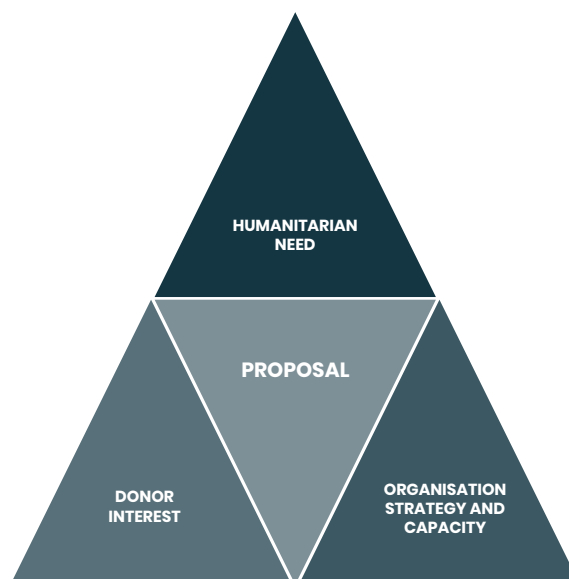 HUMANITARIAN
NEED
PROPOSAL
DONOR
INTEREST
ORGANISATION
STRATEGY AND
CAPACITY